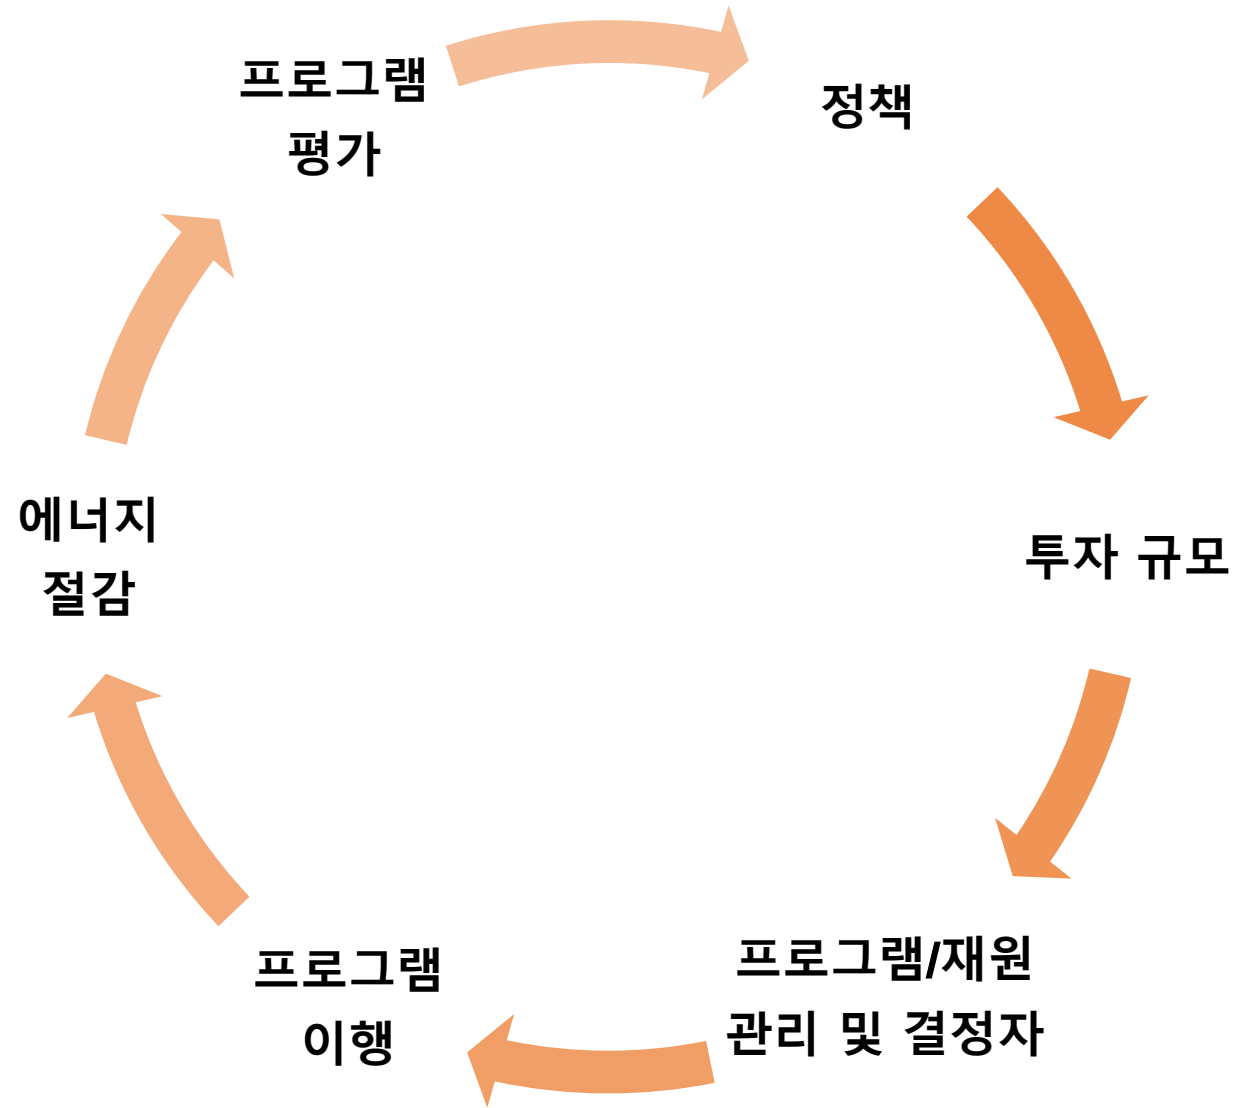 프로그램
평가
정책
투자 규모
프로그램/재원
관리 및 결정자
프로그램
이행
에너지
절감